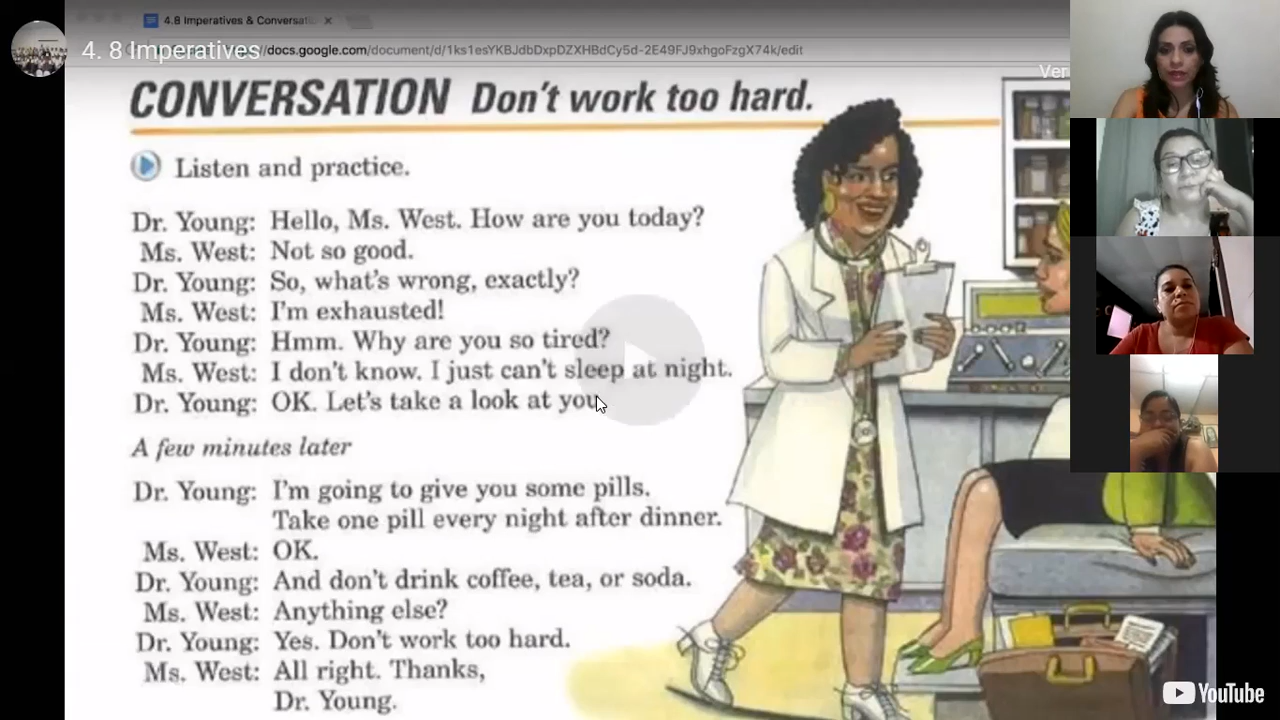 4.8 Imperatives & Conversati
4. 8 Imperatives
docs.google.com/document/d/1ks1esYKBJdbDxpDZXHBdCy5d-2E49FJ9xhgoFzgX74k/edit
Ver
CONVERSATION Don't work too hard.
Listen and practice.
Dr. Young: Hello, Ms. West. How are you today?
Ms. West: Not so good.
Dr. Young: So, what's wrong, exactly?
Ms. West: I'm exhausted!
Dr. Young: Hmm. Why are you so tired?
Ms. West: I don't know. I just can't sleep at night.
Dr. Young: OK. Let's take a look at you
A few minutes later
Dr. Young: I'm going to give you some pills.
Take one pill every night after dinner.
Ms. West: OK.
Dr. Young: And don't drink coffee, tea, or soda.
Ms. West: Anything else?
Dr. Young: Yes. Don't work too hard.
Ms. West: All right. Thanks,
Dr. Young.
YouTube